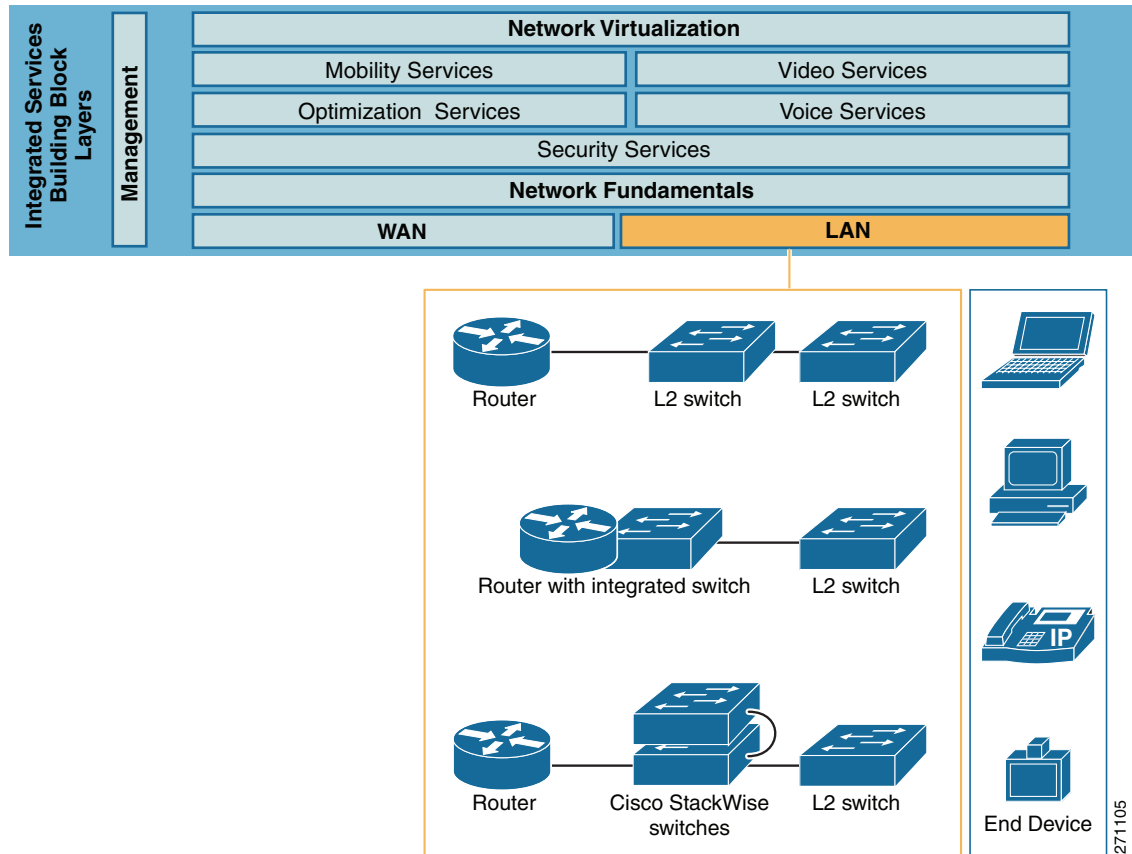 Integrated Services
Building Block
Layers
Management
Network Virtualization
Mobility Services
Video Services
Optimization Services
Voice Services
Security Services
Network Fundamentals
WAN
LAN
Router
L2 switch
L2 switch
Router with integrated switch
L2 switch
IP
Router
Cisco StackWise
switches
L2 switch
End Device
271105